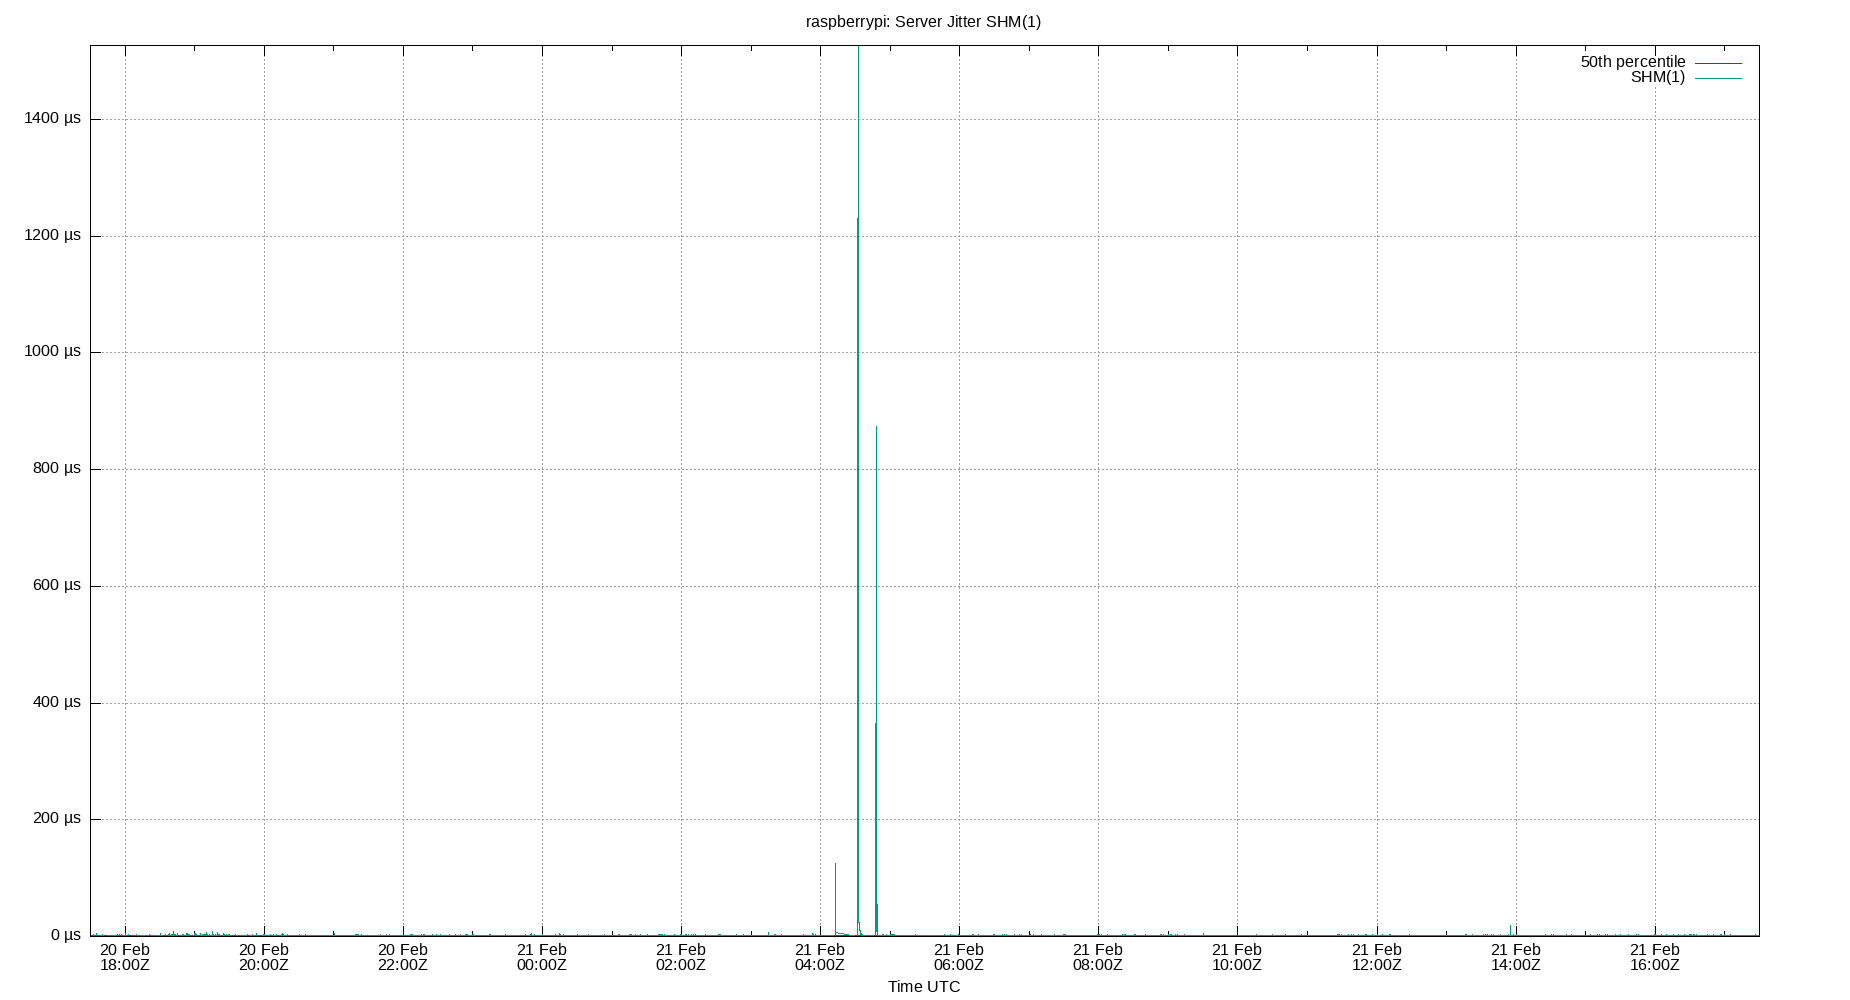 raspberrypi: Server Jitter SHM(1)
50th percentile
SHM(1)
1400 µs
1200 µs
1000 µs
800 µs
600 µs
400 µs
200 µs
0 µs
20 Feb 20 Feb 20 Feb 21 Feb 21 Feb 21 Feb 21 Feb 21 Feb 21 Feb 21 Feb 21 Feb 21 Feb
18:00Z 20:00Z 22:00Z 00:00Z 02:00Z 04:00Z 06:00Z 08:00Z 10:00Z 12:00Z 14:00Z 16:00Z
Time UTC